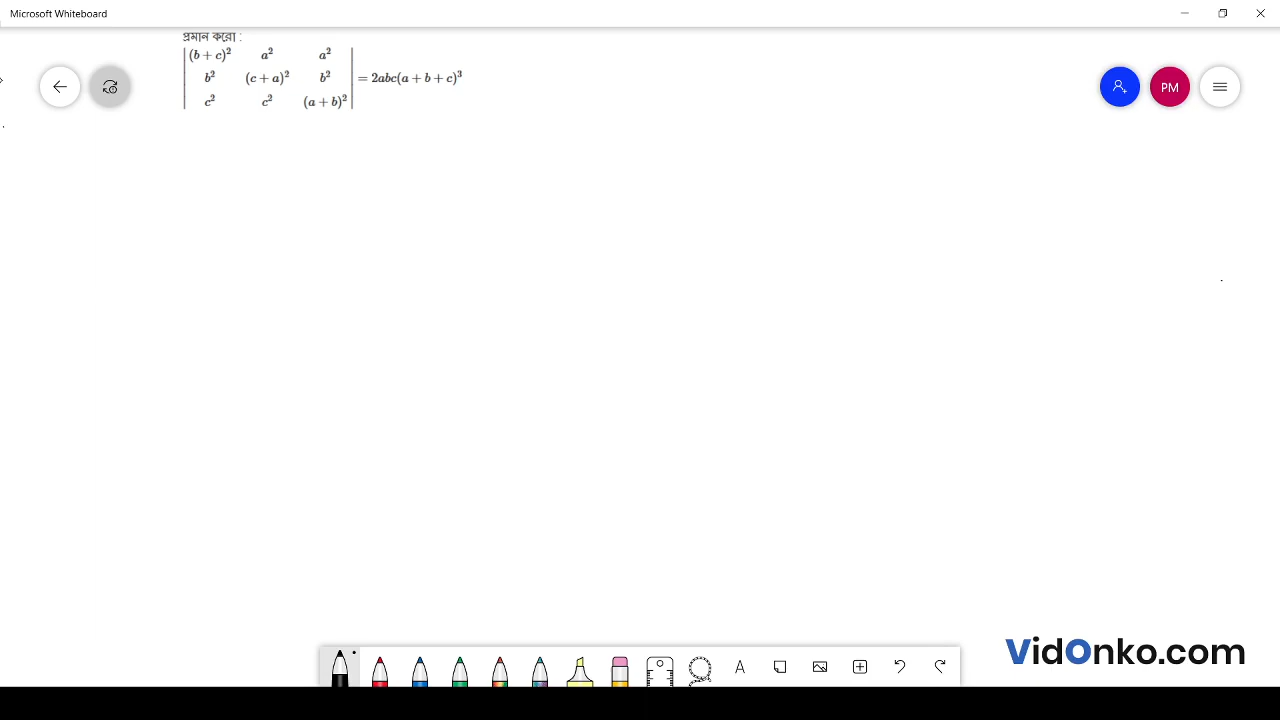 Microsoft Whiteboard
প্রমান করো :
(b + c)² a² a²
b² (c + a)² b² = 2abc(a + b + c)³
c² c² (a + b)²
PM
A
VidOnko.com